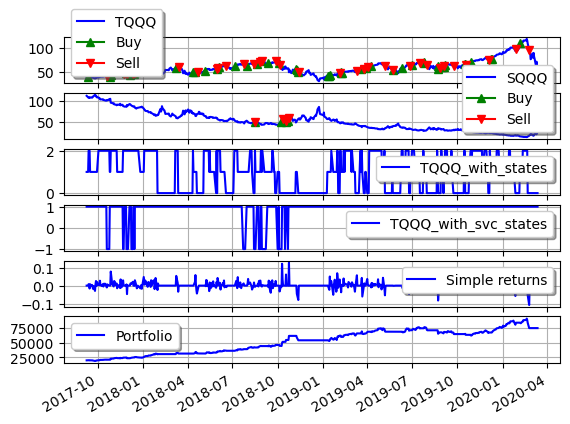 TQQQ
Buy
Sell
100
50
SQQQ
Buy
Sell
100
50
2
0
TQQQ_with_states
1
0
−1
TQQQ_with_svc_states
0.1
0.0
−0.1
Simple returns
75000
50000
25000
Portfolio
2017-10
2018-01
2018-04
2018-07
2018-10
2019-01
2019-04
2019-07
2019-10
2020-01
2020-04